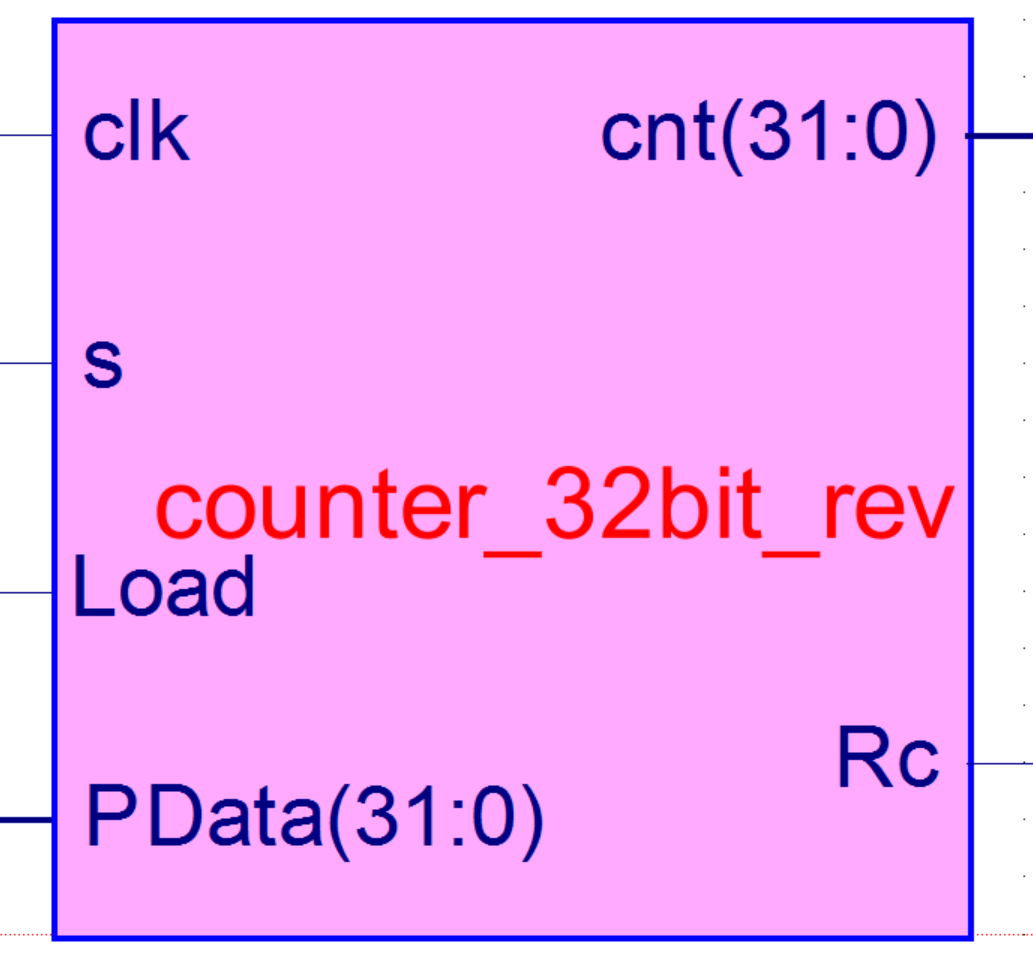 clk cnt(31:0)
s
counter_32bit_rev
Load
Rc
PData(31:0)